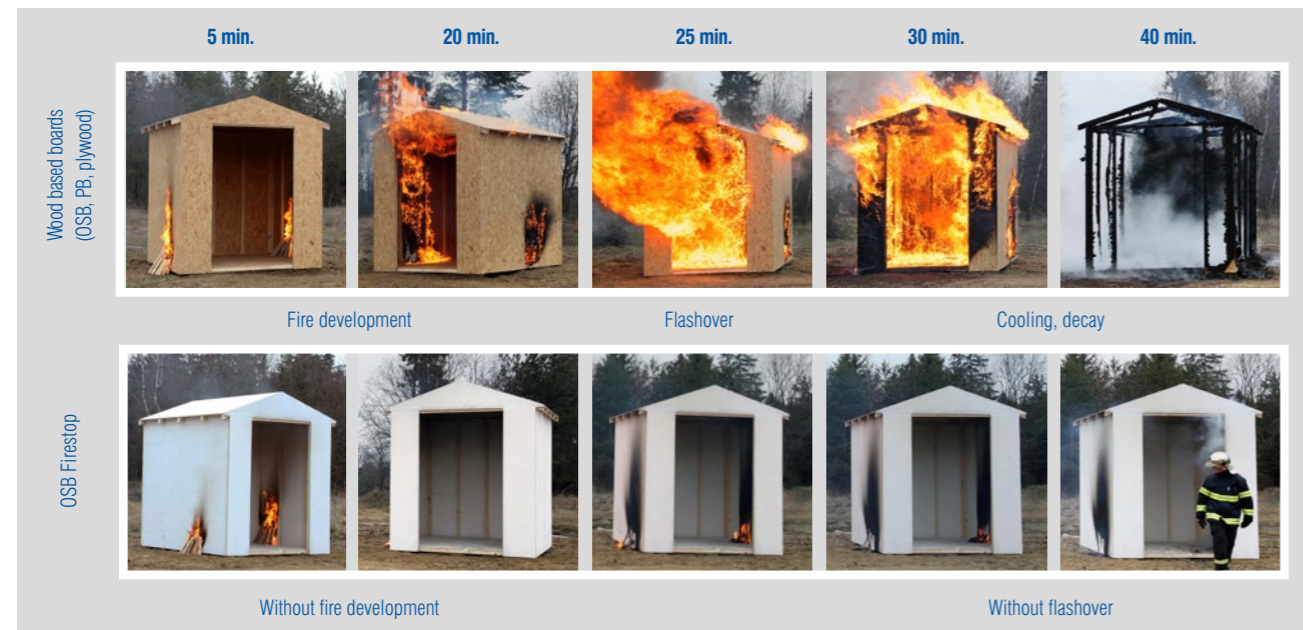 5 min.
20 min.
25 min.
30 min.
40 min.
Wood based boards
(OSB, PB, plywood)
Fire development
Flashover
Cooling, decay
OSB Firestop
Without fire development
Without flashover